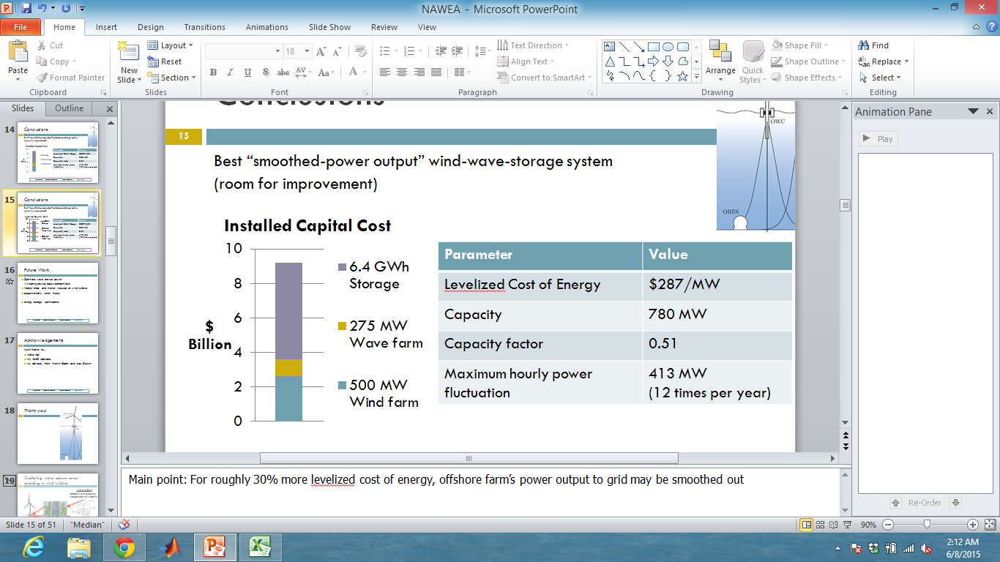 NAWEA - Microsoft PowerPoint
File Home Insert Design Transitions Animations Slide Show Review View
Paste
Cut
Copy
Format Painter
Clipboard
New Slide
Layout
Reset
Section
Slides
18
Font
Paragraph
Text Direction
Align Text
Convert to SmartArt
Arrange
Quick Styles
Shape Fill
Shape Outline
Shape Effects
Drawing
Find
Replace
Select
Editing
Slides Outline
14
Conclusions
15
Conclusions
16
Future Work
17
Acknowledgements
18
Thank you!
19
Conclusions
15
OWC
ORES
Best “smoothed-power output” wind-wave-storage system
(room for improvement)
Installed Capital Cost
10
8
6
4
2
0
$
Billion
6.4 GWh
Storage
275 MW
Wave farm
500 MW
Wind farm
Parameter Value
Levelized Cost of Energy $287/MW
Capacity 780 MW
Capacity factor 0.51
Maximum hourly power 413 MW
fluctuation (12 times per year)
Main point: For roughly 30% more levelized cost of energy, offshore farm’s power output to grid may be smoothed out
Animation Pane
Play
Re-Order
Slide 15 of 51 "Median" 90%
2:12 AM
6/8/2015